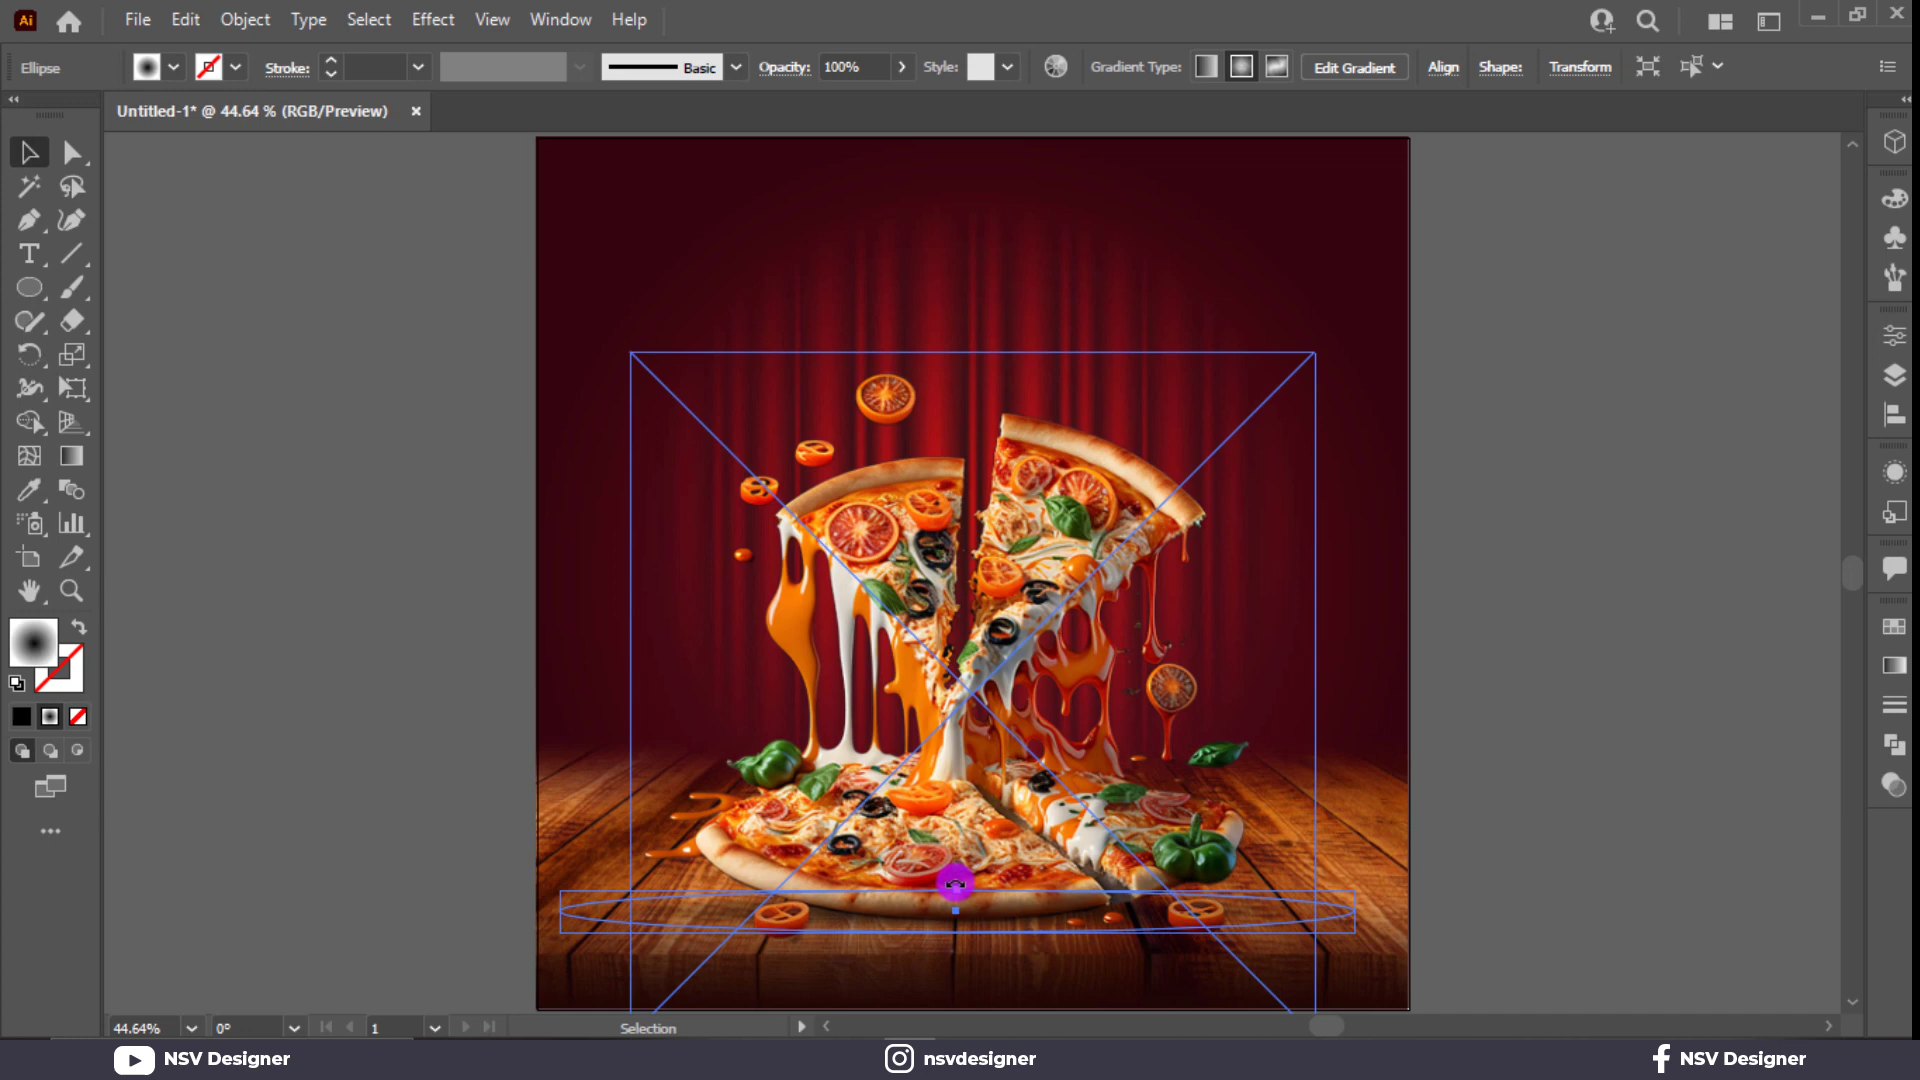 Ai File Edit Object Type Select Effect View Window Help
Ellipse Stroke: Basic Opacity: 100% Style: Gradient Type: Edit Gradient Align Shape: Transform
Untitled-1* @ 44.64 % (RGB/Preview)
44.64% 0° 1 Selection
NSV Designer nsvdesigner NSV Designer